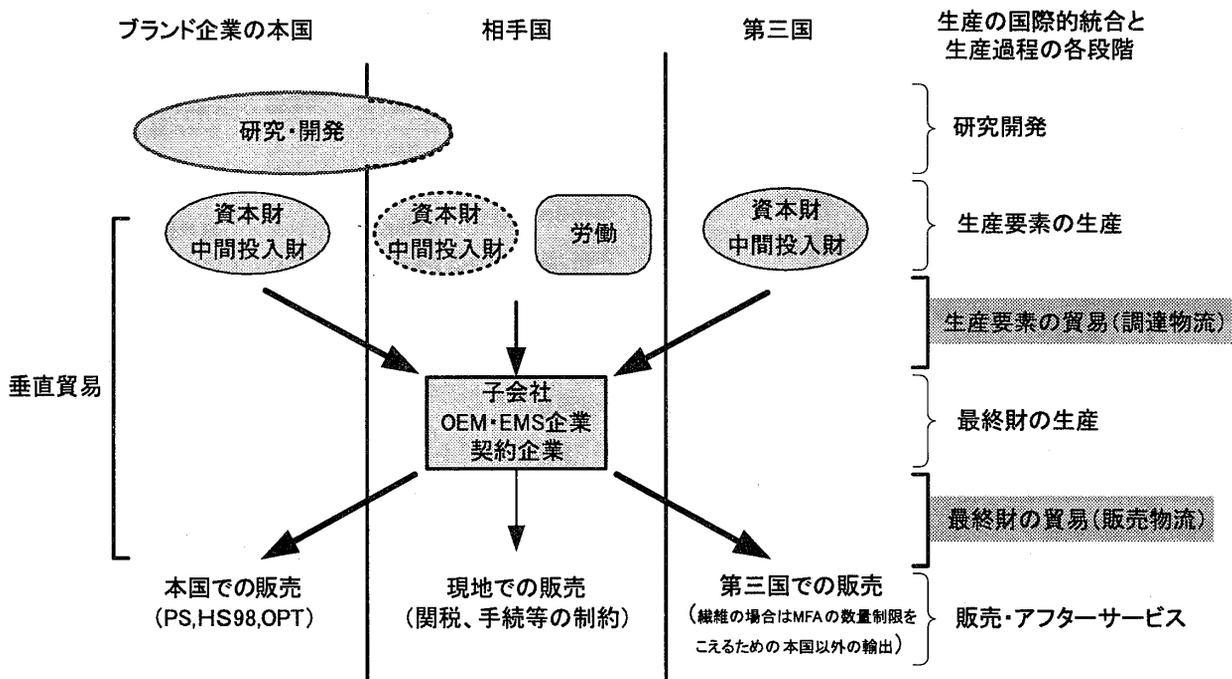 ブランド企業の本国
相手国
第三国
生産の国際的統合と
生産過程の各段階
研究・開発
研究開発
資本財
中間投入財
資本財
中間投入財
労働
資本財
中間投入財
生産要素の生産
生産要素の貿易(調達物流)
垂直貿易
子会社
OEM・EMS企業
契約企業
最終財の生産
最終財の貿易(販売物流)
本国での販売
(PS,HS98,OPT)
現地での販売
(関税、手続等の制約)
第三国での販売
(繊維の場合はMFAの数量制限を
こえるための本国以外の輸出)
販売・アフターサービス